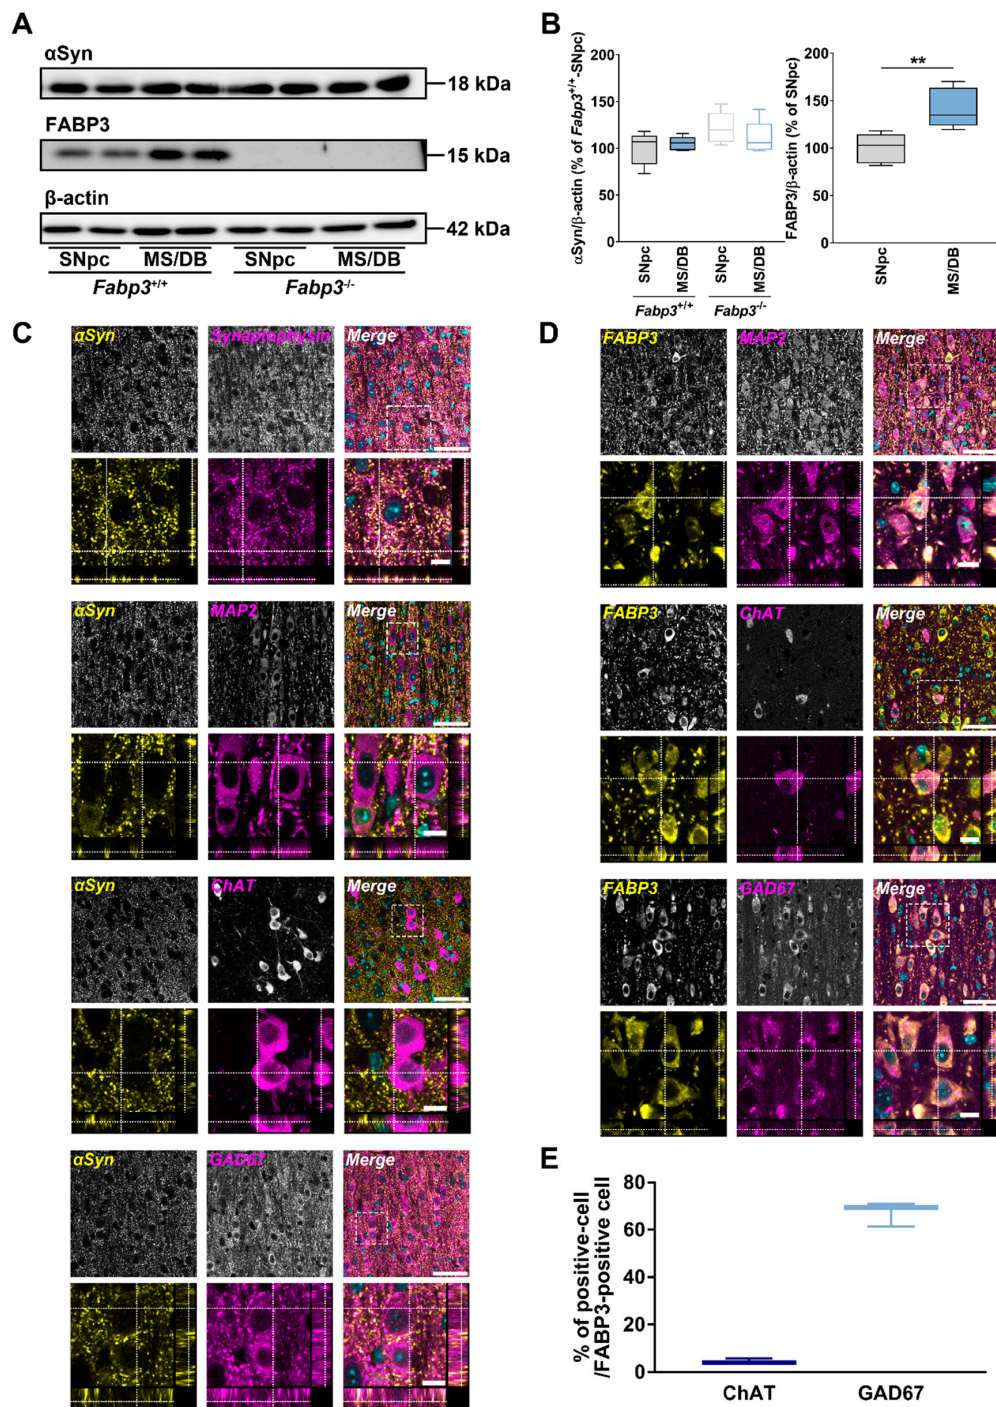 A
αSyn
18 kDa
FABP3
15 kDa
β-actin
42 kDa
SNpc MS/DB SNpc MS/DB
Fabp3+/+ Fabp3-/-
B
αSyn/β-actin (% of Fabp3+/+-SNpc)
200
150
100
50
0
SNpc
MS/DB
SNpc
MS/DB
Fabp3+/+ Fabp3-/-
FABP3/β-actin (% of SNpc)
200
150
100
50
0
**
SNpc
MS/DB
C
αSyn Synaptophysin Merge
αSyn MAP2 Merge
αSyn ChAT Merge
αSyn GAD67 Merge
D
FABP3 MAP2 Merge
FABP3 ChAT Merge
FABP3 GAD67 Merge
E
% of positive-cell
/FABP3-positive cell
80
60
40
20
0
ChAT GAD67